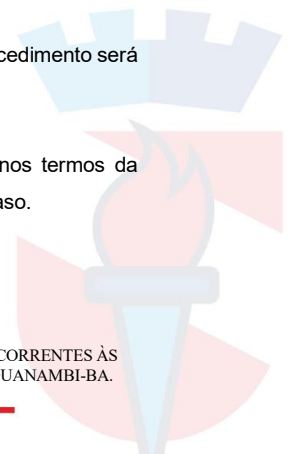 cedimento será
nos termos da
aso.
CORRENTES ÀS
UANAMBI-BA.